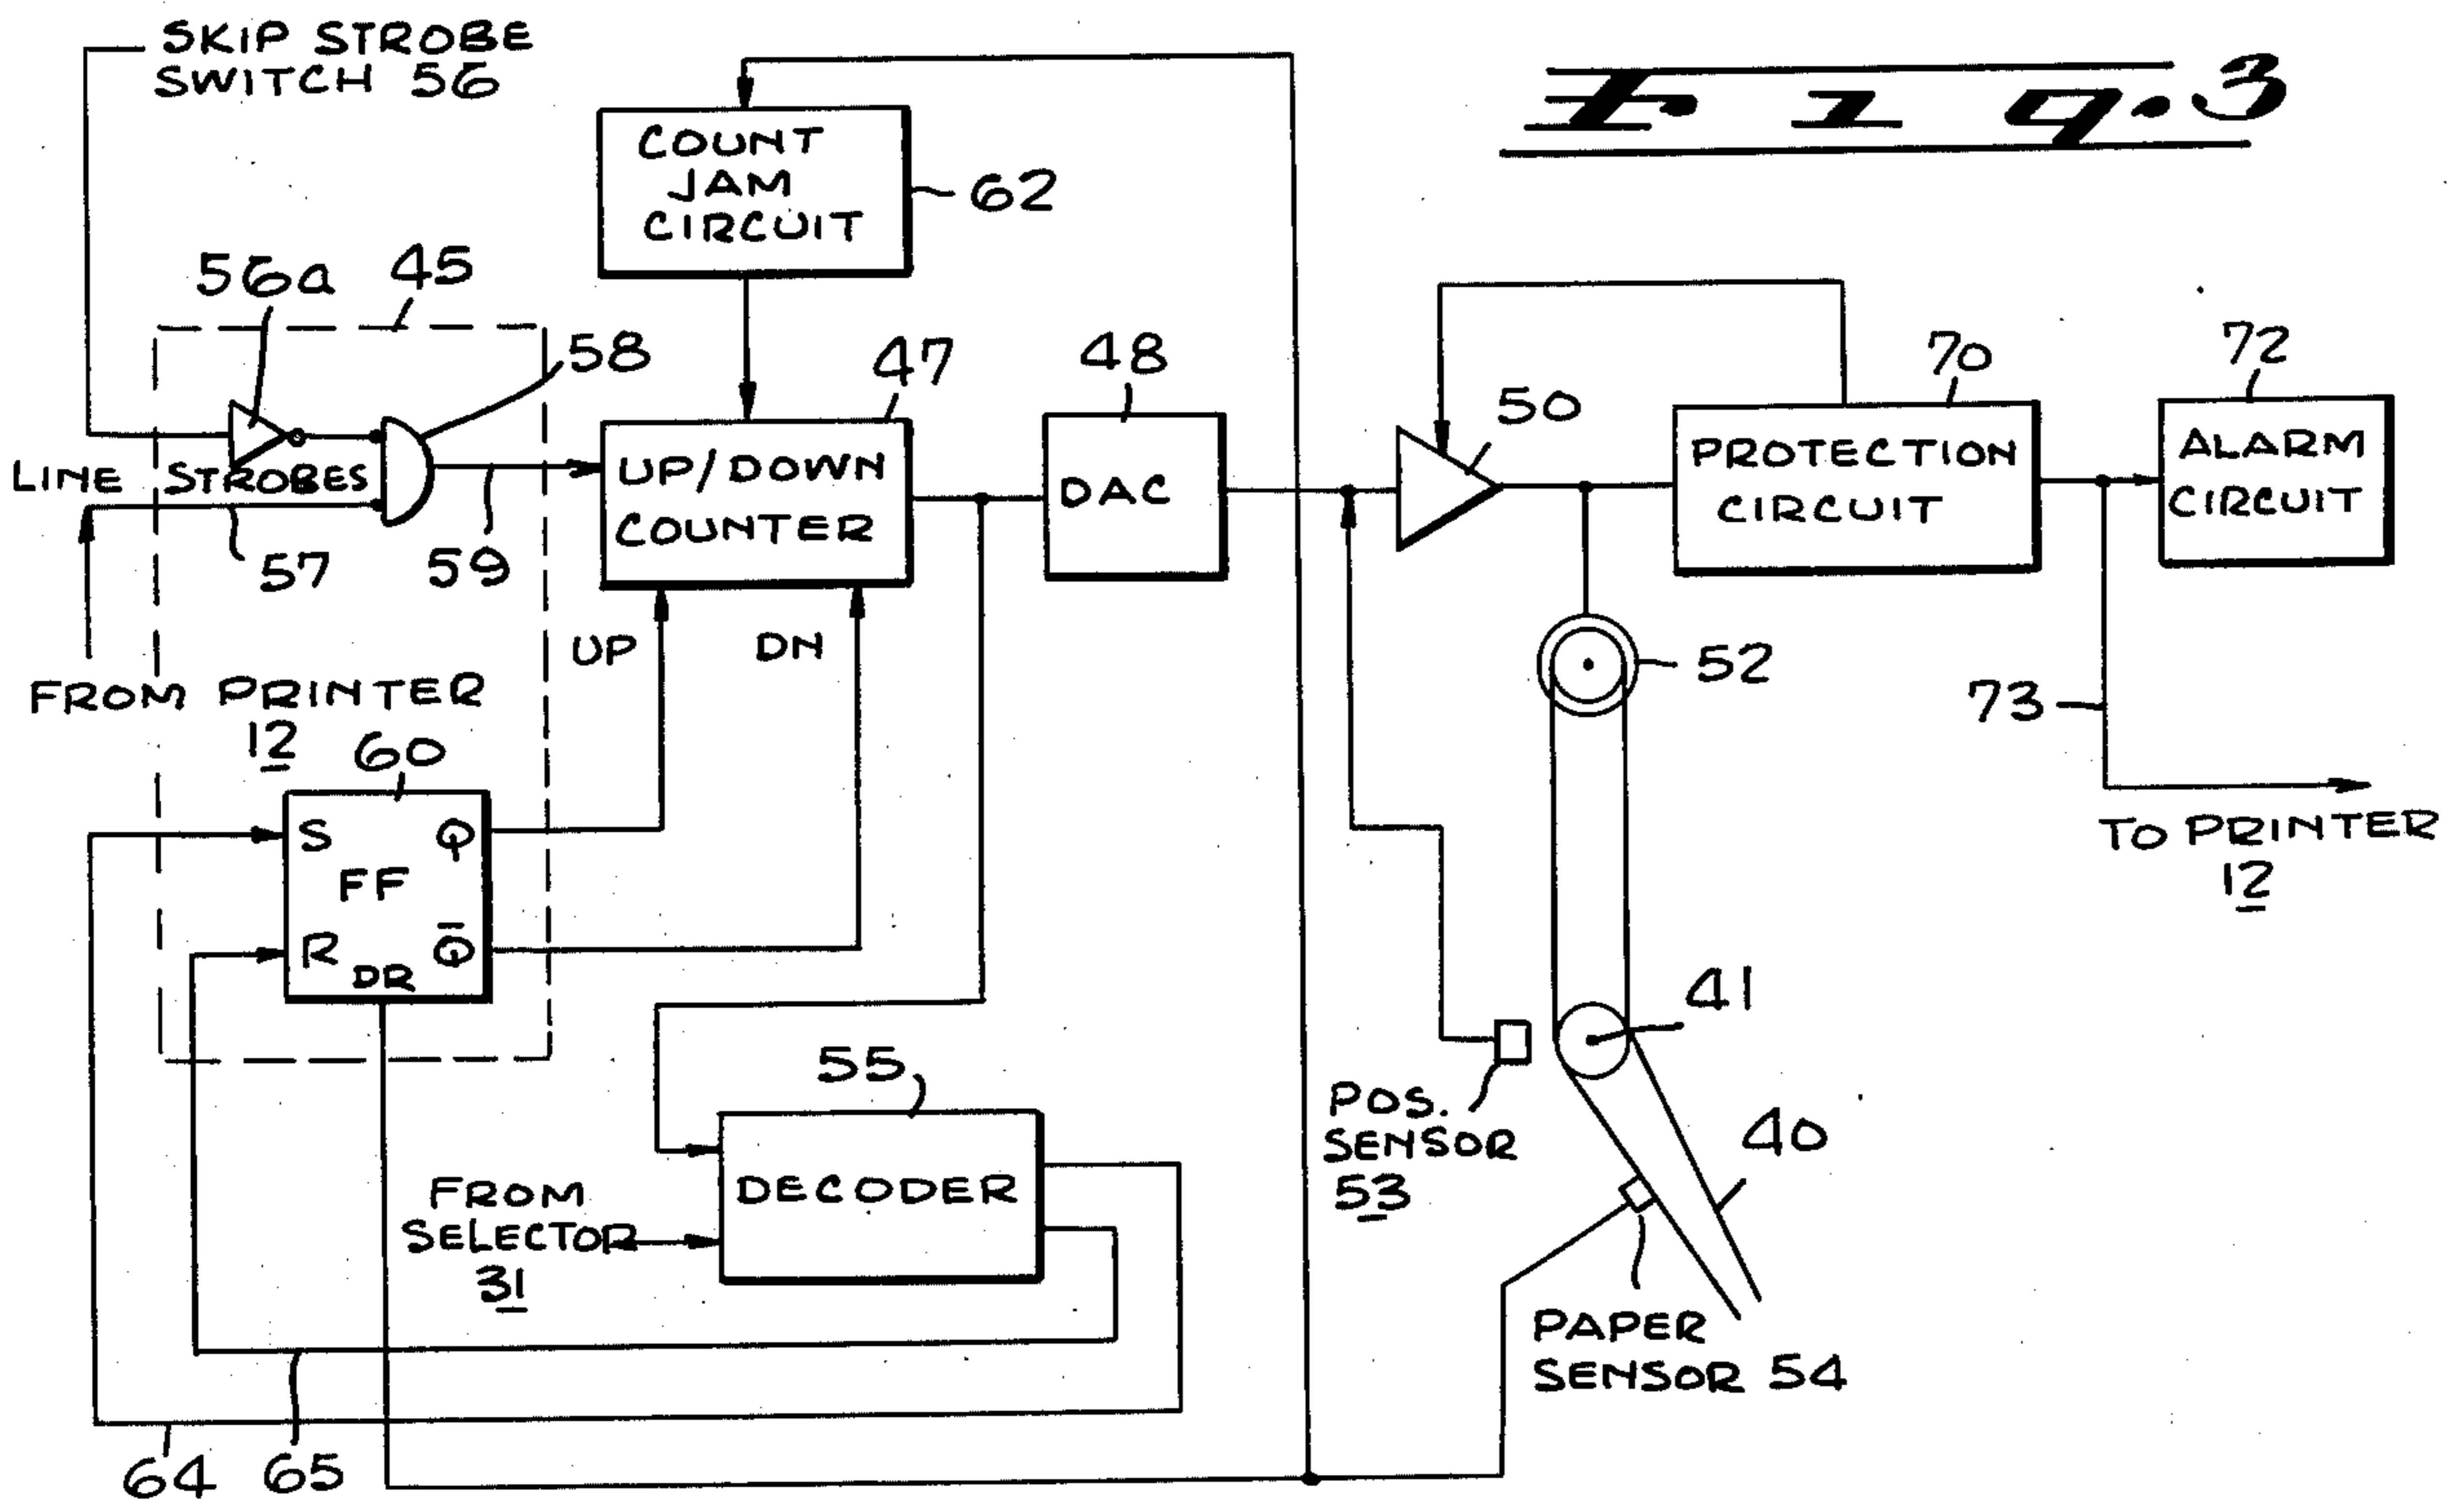 SKIP STROBE
SWITCH 56
Fig. 3
COUNT
JAM
CIRCUIT
62
56a
45
58
47
48
50
70
72
LINE STROBES
57
59
UP/DOWN
COUNTER
DAC
PROTECTION
CIRCUIT
ALARM
CIRCUIT
UP
DN
52
73
FROM PRINTER
12
60
S
Q
FF
R
Q̅
DR
TO PRINTER
12
41
55
POS.
SENSOR
53
40
DECODER
FROM
SELECTOR
31
PAPER
SENSOR 54
64
65